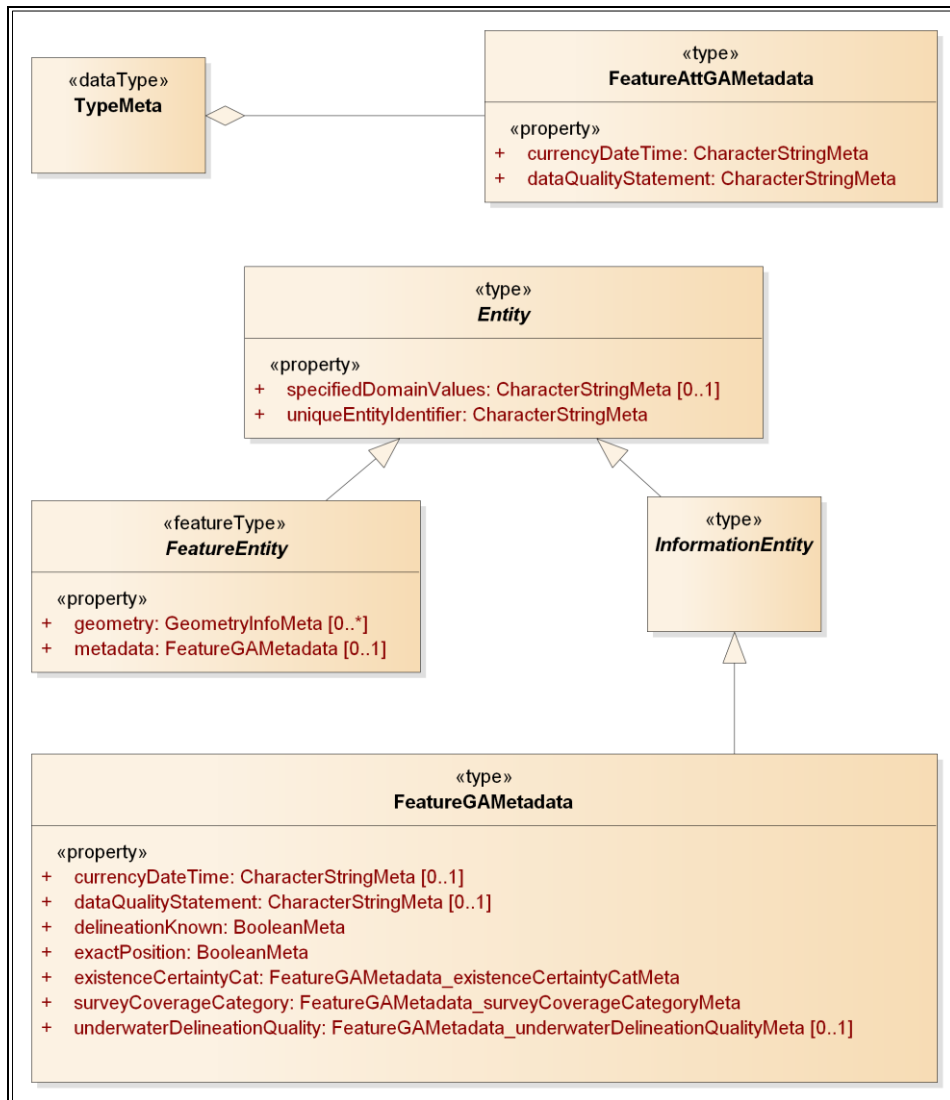 «dataType»
TypeMeta
«type»
FeatureAttGAMetadata
«property»
+ currencyDateTime: CharacterStringMeta
+ dataQualityStatement: CharacterStringMeta
«type»
Entity
«property»
+ specifiedDomainValues: CharacterStringMeta [0..1]
+ uniqueEntityIdentifier: CharacterStringMeta
«featureType»
FeatureEntity
«property»
+ geometry: GeometryInfoMeta [0..*]
+ metadata: FeatureGAMetadata [0..1]
«type»
InformationEntity
«type»
FeatureGAMetadata
«property»
+ currencyDateTime: CharacterStringMeta [0..1]
+ dataQualityStatement: CharacterStringMeta [0..1]
+ delineationKnown: BooleanMeta
+ exactPosition: BooleanMeta
+ existenceCertaintyCat: FeatureGAMetadata_existenceCertaintyCatMeta
+ surveyCoverageCategory: FeatureGAMetadata_surveyCoverageCategoryMeta
+ underwaterDelineationQuality: FeatureGAMetadata_underwaterDelineationQualityMeta [0..1]